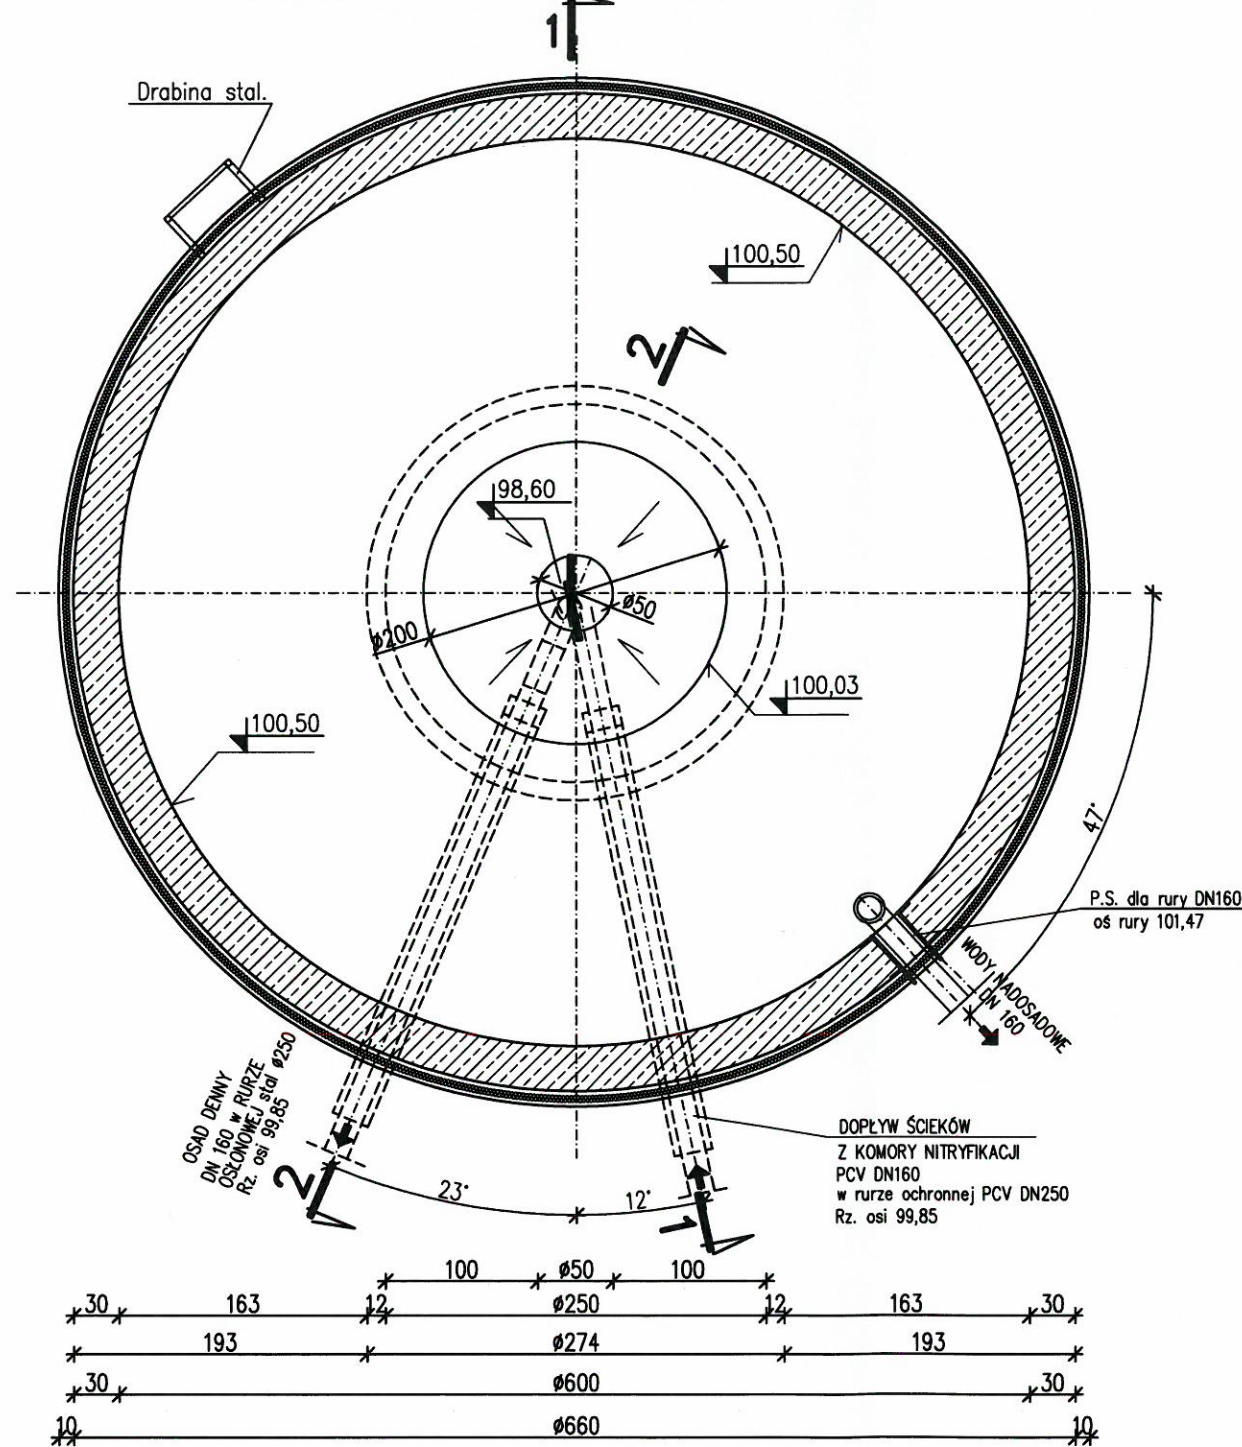 1
Drabina stal.
100,50
2
98,60
ø50
ø200
100,03
100,50
47°
P.S. dla rury DN160
oś rury 101,47
WODY NADOSADOWE
DN 160
OSAD DENNY
DN 160 w RURZE
OSŁONOWEJ stal ø250
Rz. osi 99,85
DOPŁYW ŚCIEKÓW
Z KOMORY NITRYFIKACJI
PCV DN160
w rurze ochronnej PCV DN250
Rz. osi 99,85
2
23°
12°
1
100 ø50 100
30 163 12 ø250 12 163 30
193 ø274 193
30 ø600 30
10 ø660 10